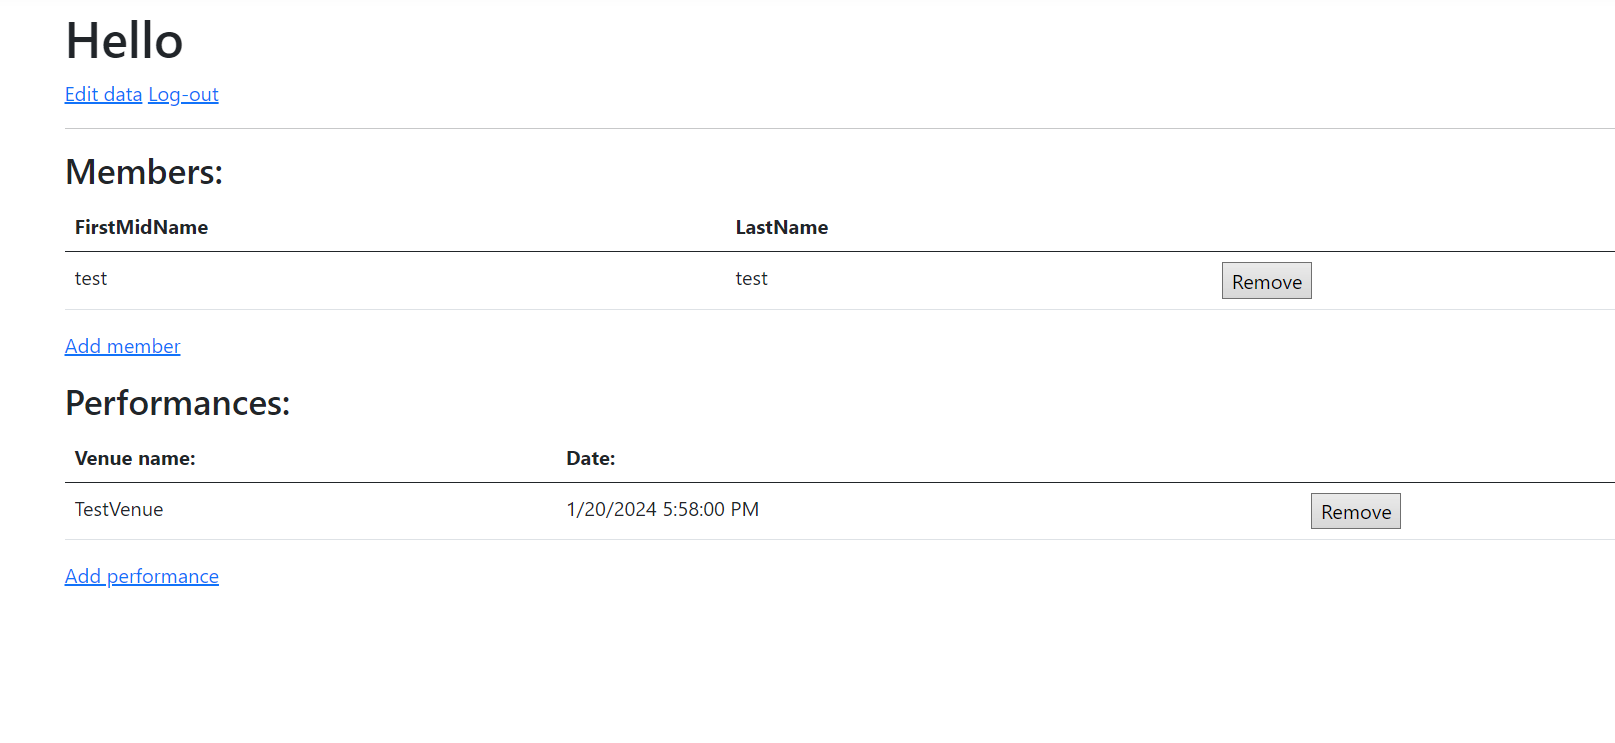 Hello
Edit data Log-out
Members:
FirstMidName LastName
test test Remove
Add member
Performances:
Venue name: Date:
TestVenue 1/20/2024 5:58:00 PM Remove
Add performance